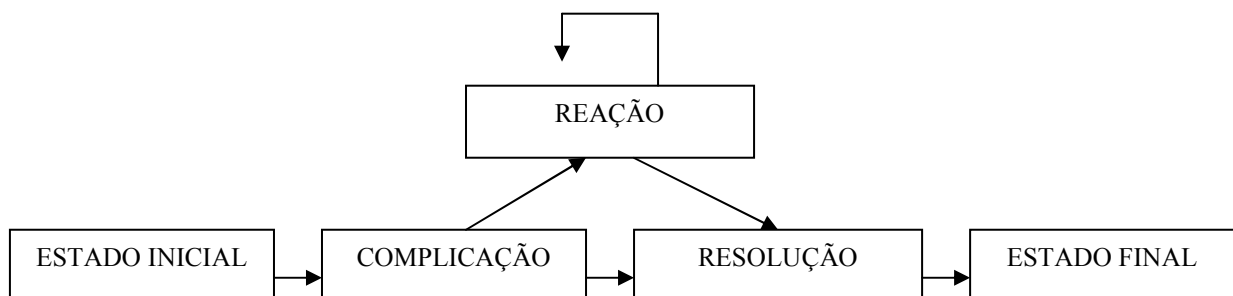 REAÇÃO
ESTADO INICIAL
COMPLICAÇÃO
RESOLUÇÃO
ESTADO FINAL